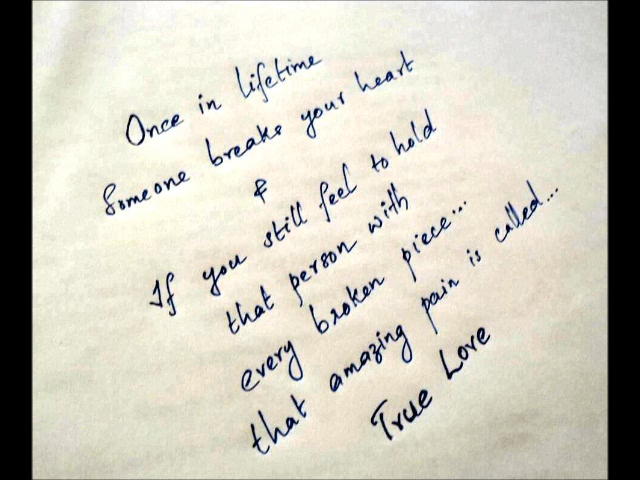 Once in lifetime
Someone breaks your heart
&
If you still feel to hold
that person with
every broken piece...
that amazing pain is called...
True Love